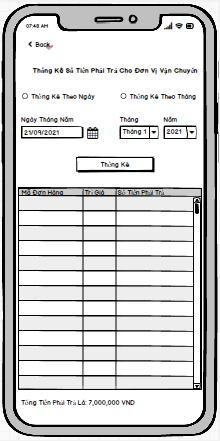 07:48 AM
< Back
Thống Kê Số Tiền Phải Trả Cho Đơn Vị Vận Chuyển
Thống Kê Theo Ngày
Thống Kê Theo Tháng
Ngày Tháng Năm
Tháng
Năm
21/09/2021
Tháng 1
2021
Thống Kê
Mã Đơn Hàng
Trị Giá
Số Tiền Phải Trả
Tổng Tiền Phải Trả Là: 7,000,000 VND